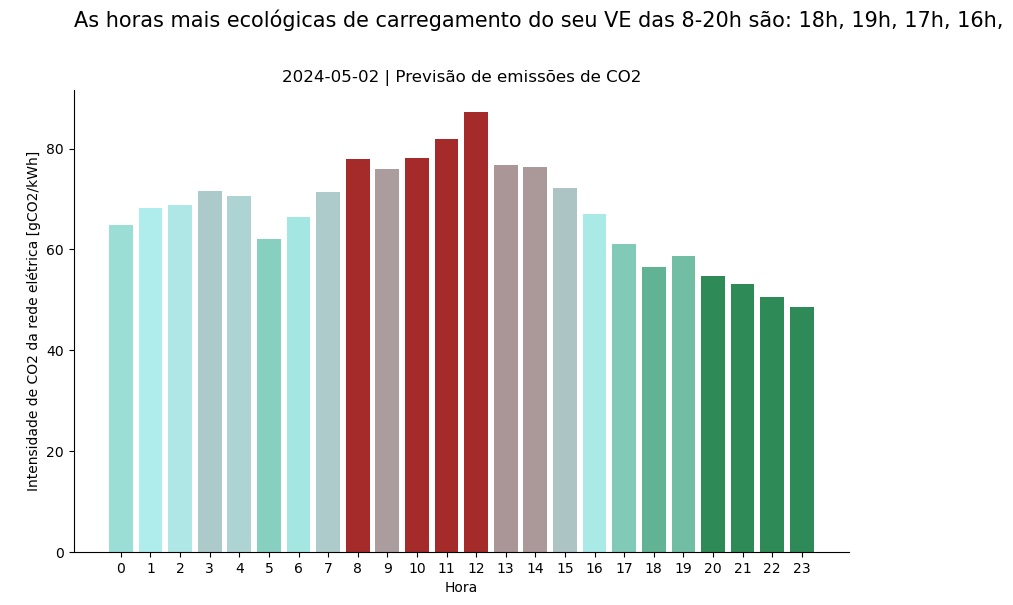 As horas mais ecológicas de carregamento do seu VE das 8-20h são: 18h, 19h, 17h, 16h,
2024-05-02 | Previsão de emissões de CO2
Intensidade de CO2 da rede elétrica [gCO2/kWh]
80
60
40
20
0
0 1 2 3 4 5 6 7 8 9 10 11 12 13 14 15 16 17 18 19 20 21 22 23
Hora